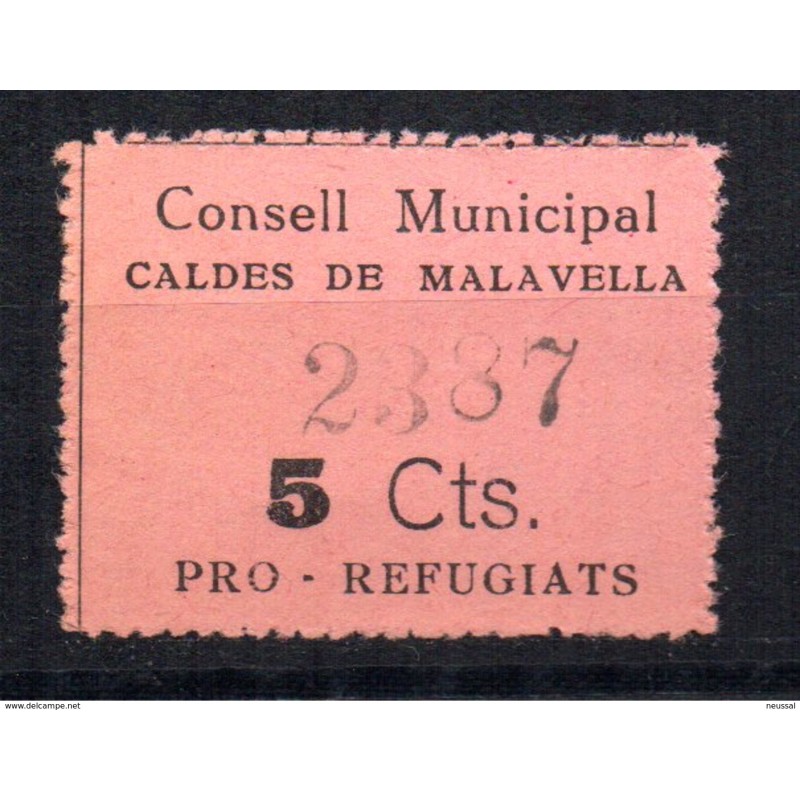 Consell Municipal
CALDES DE MALAVELLA
2387
5 Cts.
PRO - REFUGIATS
www.delcampe.net
neussal